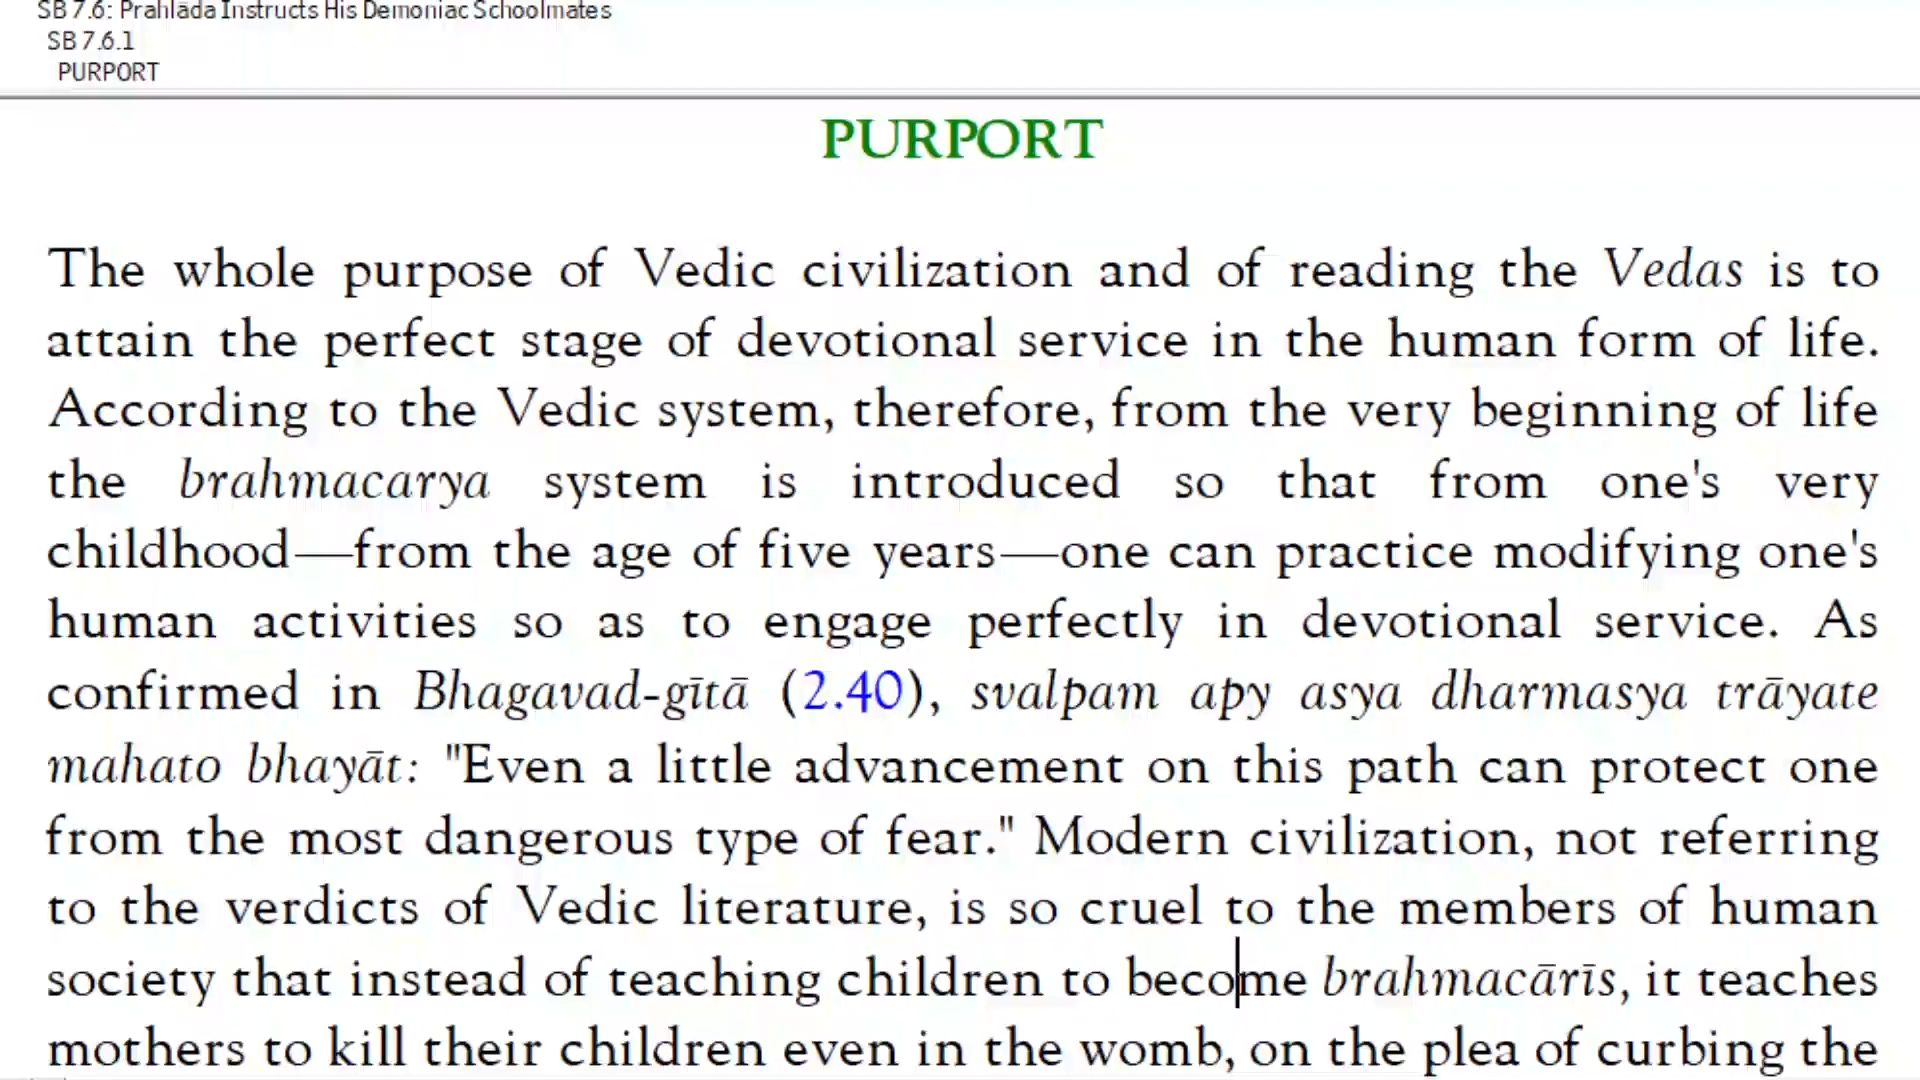 SB 7.6: Prahlāda Instructs His Demoniac Schoolmates
SB 7.6.1
PURPORT
PURPORT
The whole purpose of Vedic civilization and of reading the Vedas is to
attain the perfect stage of devotional service in the human form of life.
According to the Vedic system, therefore, from the very beginning of life
the brahmacarya system is introduced so that from one's very
childhood—from the age of five years—one can practice modifying one's
human activities so as to engage perfectly in devotional service. As
confirmed in Bhagavad-gītā (2.40), svalpam apy asya dharmasya trāyate
mahato bhayāt: "Even a little advancement on this path can protect one
from the most dangerous type of fear." Modern civilization, not referring
to the verdicts of Vedic literature, is so cruel to the members of human
society that instead of teaching children to become brahmacārīs, it teaches
mothers to kill their children even in the womb, on the plea of curbing the